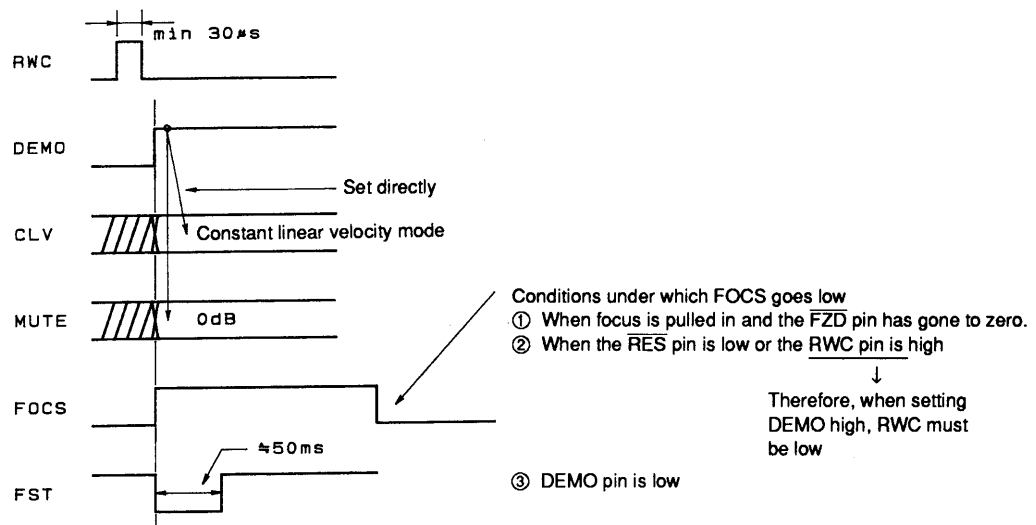 min 30μs
RWC
DEMO
Set directly
CLV
Constant linear velocity mode
MUTE
0dB
Conditions under which FOCS goes low
① When focus is pulled in and the FZD pin has gone to zero.
② When the RES pin is low or the RWC pin is high
↓
Therefore, when setting
DEMO high, RWC must
be low
FOCS
≒50ms
FST
③ DEMO pin is low